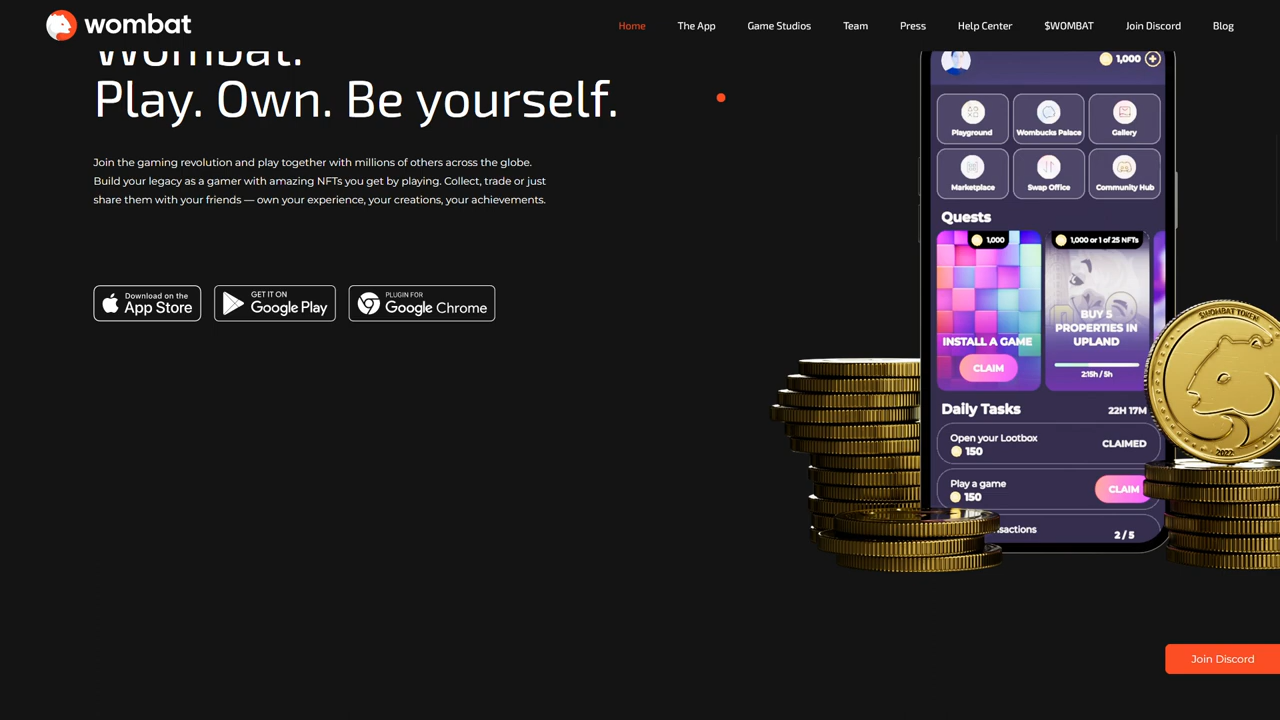 wombat
Home
The App
Game Studios
Team
Press
Help Center
$WOMBAT
Join Discord
Blog
Wombat.
Play. Own. Be yourself.
Join the gaming revolution and play together with millions of others across the globe.
Build your legacy as a gamer with amazing NFTs you get by playing. Collect, trade or just
share them with your friends — own your experience, your creations, your achievements.
Download on the
App Store
GET IT ON
Google Play
PLUGIN FOR
Google Chrome
1,000
Playground
Wombucks Palace
Gallery
Marketplace
Swap Office
Community Hub
Quests
1,000
INSTALL A GAME
CLAIM
1,000 or 1 of 25 NFTs
BUY 5
PROPERTIES IN
UPLAND
2:15h / 5h
Daily Tasks
22H 17M
Open your Lootbox
150
CLAIMED
Play a game
150
CLAIM
2 / 5
$WOMBAT TOKEN
2022
Join Discord